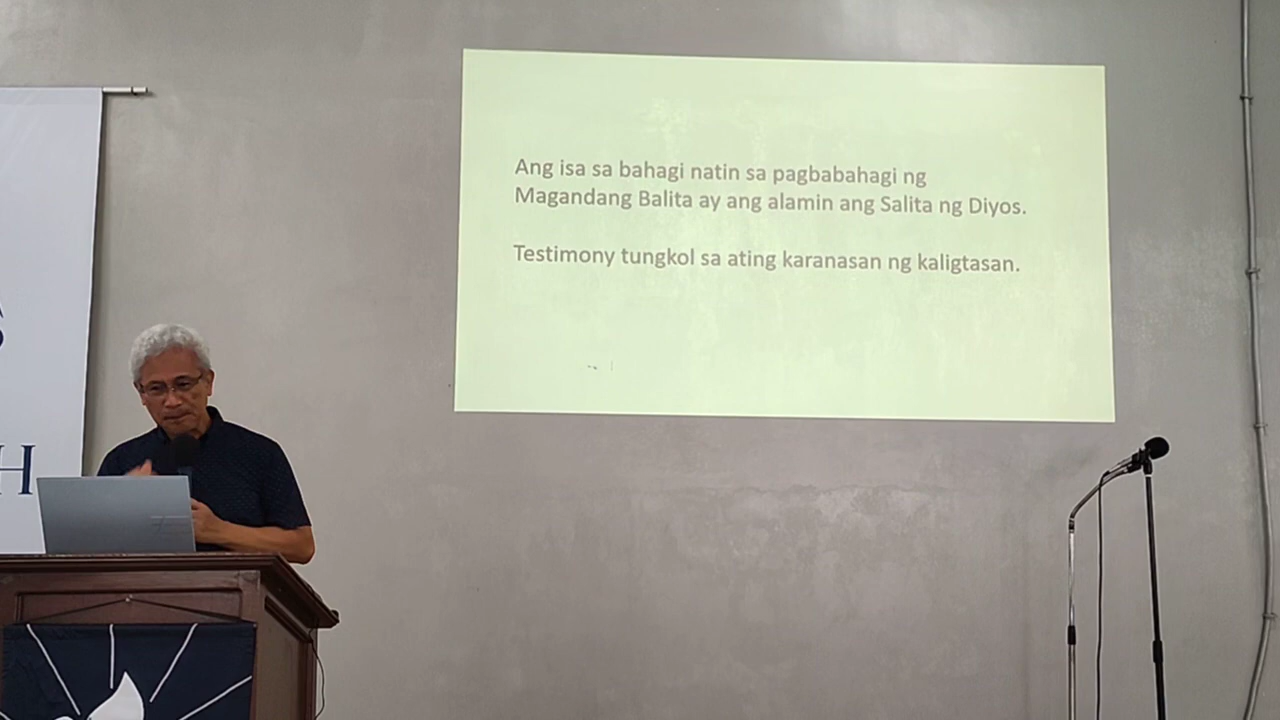 Ang isa sa bahagi natin sa pagbabahagi ng
Magandang Balita ay ang alamin ang Salita ng Diyos.
Testimony tungkol sa ating karanasan ng kaligtasan.